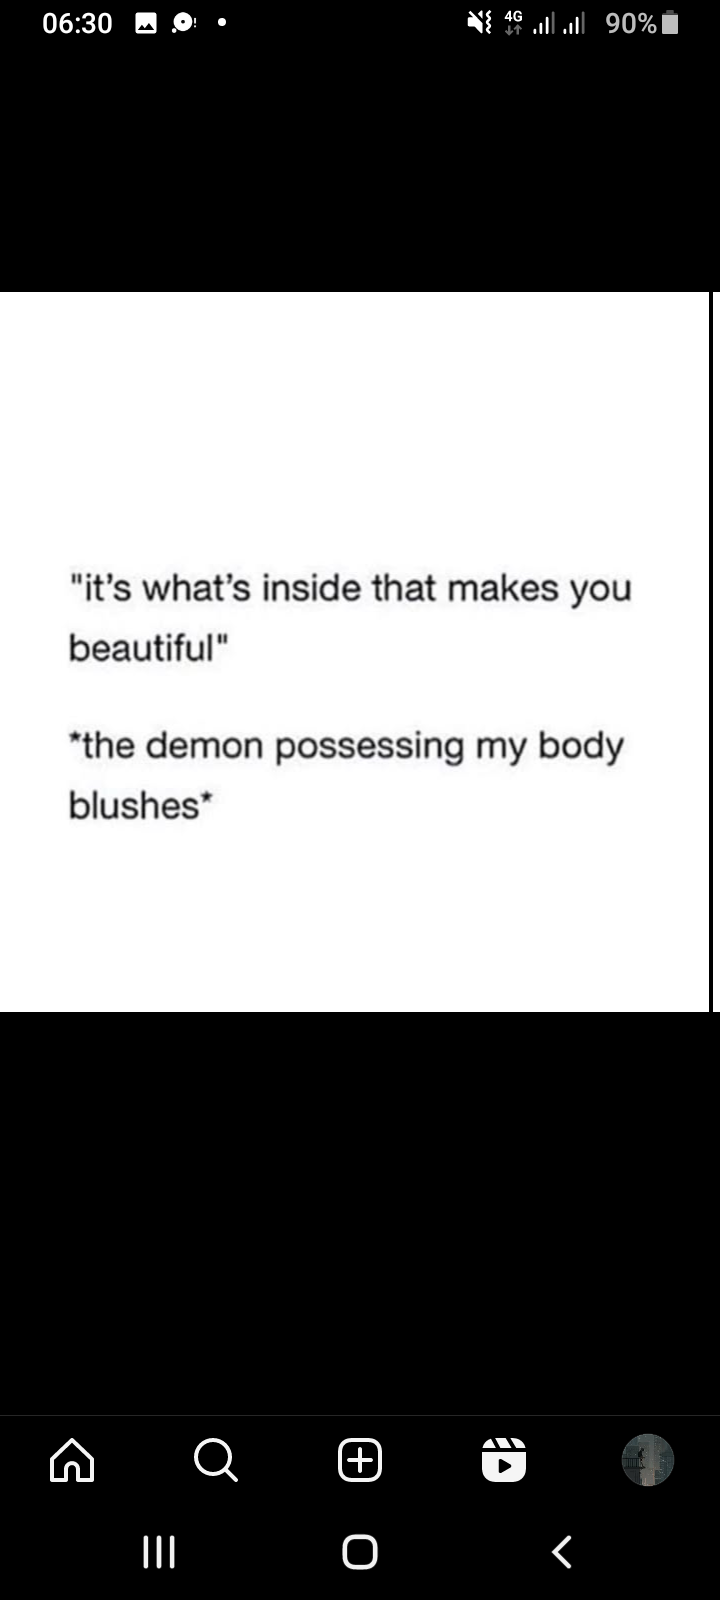 06:30
4G
90%
"it’s what’s inside that makes you
beautiful"
*the demon possessing my body
blushes*